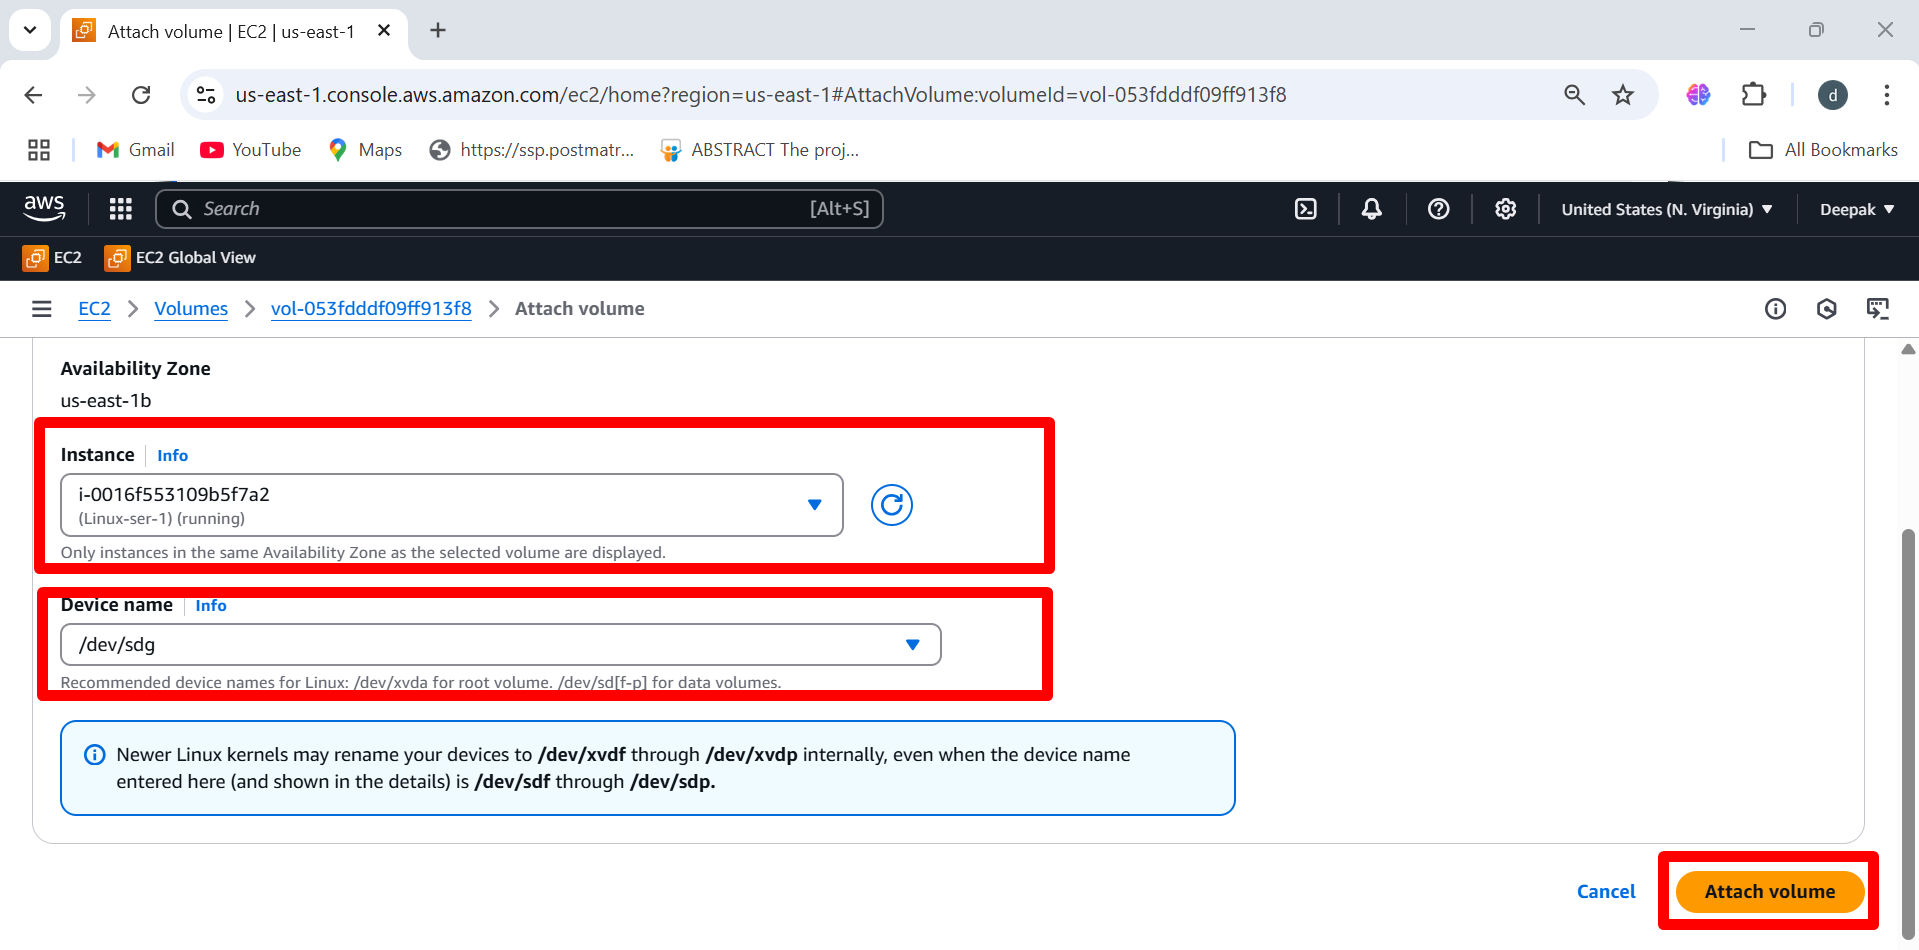 Attach volume | EC2 | us-east-1
us-east-1.console.aws.amazon.com/ec2/home?region=us-east-1#AttachVolume:volumeId=vol-053fdddf09ff913f8
d
Gmail
YouTube
Maps
https://ssp.postmatr...
ABSTRACT The proj...
All Bookmarks
aws
Search
[Alt+S]
United States (N. Virginia)
Deepak
EC2
EC2 Global View
EC2
Volumes
vol-053fdddf09ff913f8
Attach volume
Availability Zone
us-east-1b
Instance
Info
i-0016f553109b5f7a2
(Linux-ser-1) (running)
Only instances in the same Availability Zone as the selected volume are displayed.
Device name
Info
/dev/sdg
Recommended device names for Linux: /dev/xvda for root volume. /dev/sd[f-p] for data volumes.
Newer Linux kernels may rename your devices to /dev/xvdf through /dev/xvdp internally, even when the device name
entered here (and shown in the details) is /dev/sdf through /dev/sdp.
Cancel
Attach volume